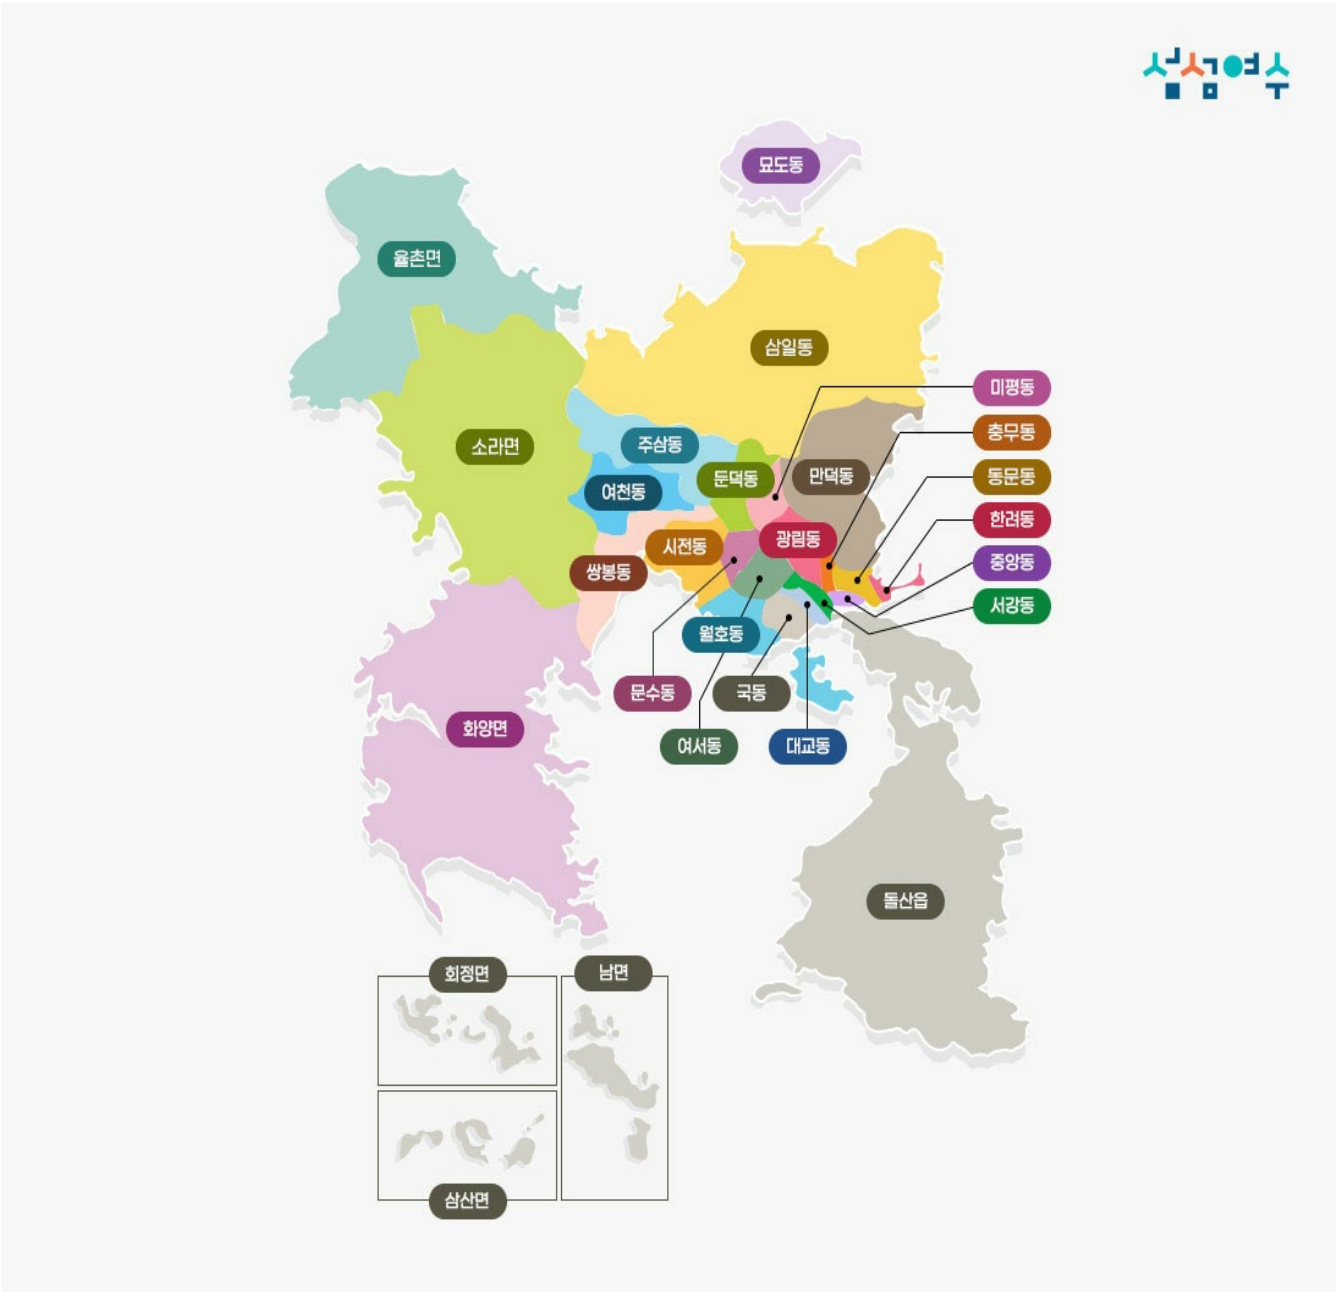 섬섬여수
묘도동
율촌면
삼일동
미평동
충무동
소라면
주삼동
둔덕동
만덕동
동문동
여천동
한려동
시전동
광림동
쌍봉동
중앙동
서강동
월호동
문수동
국동
화양면
여서동
대교동
돌산읍
회정면
남면
삼산면